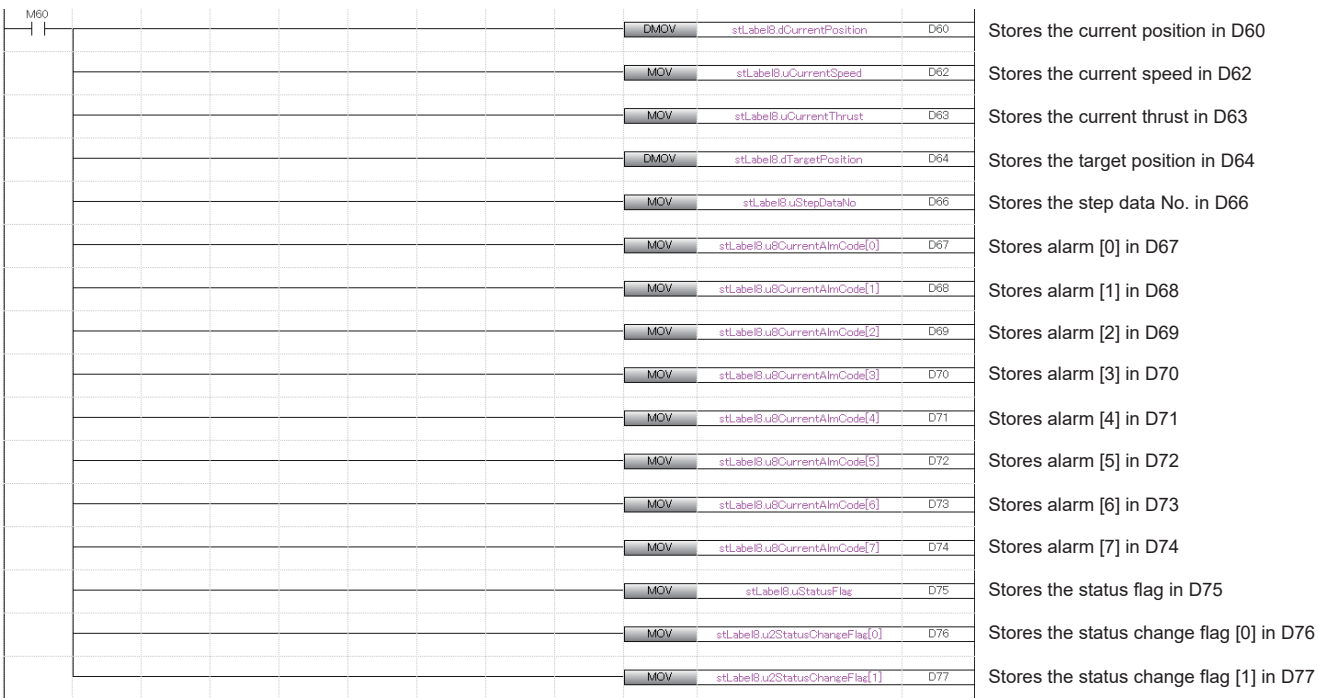 M60
DMOV stLabel8.dCurrentPosition D60 Stores the current position in D60
MOV stLabel8.uCurrentSpeed D62 Stores the current speed in D62
MOV stLabel8.uCurrentThrust D63 Stores the current thrust in D63
DMOV stLabel8.dTargetPosition D64 Stores the target position in D64
MOV stLabel8.uStepDataNo D66 Stores the step data No. in D66
MOV stLabel8.u8CurrentAlmCode[0] D67 Stores alarm [0] in D67
MOV stLabel8.u8CurrentAlmCode[1] D68 Stores alarm [1] in D68
MOV stLabel8.u8CurrentAlmCode[2] D69 Stores alarm [2] in D69
MOV stLabel8.u8CurrentAlmCode[3] D70 Stores alarm [3] in D70
MOV stLabel8.u8CurrentAlmCode[4] D71 Stores alarm [4] in D71
MOV stLabel8.u8CurrentAlmCode[5] D72 Stores alarm [5] in D72
MOV stLabel8.u8CurrentAlmCode[6] D73 Stores alarm [6] in D73
MOV stLabel8.u8CurrentAlmCode[7] D74 Stores alarm [7] in D74
MOV stLabel8.uStatusFlag D75 Stores the status flag in D75
MOV stLabel8.u2StatusChangeFlag[0] D76 Stores the status change flag [0] in D76
MOV stLabel8.u2StatusChangeFlag[1] D77 Stores the status change flag [1] in D77